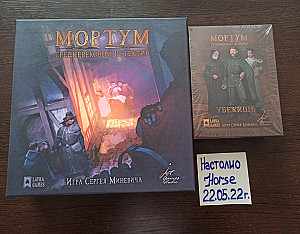 МОРТУМ
СРЕДНЕВЕКОВЫЙ ДЕТЕКТИВ
LAVKA
GAMES
ИГРА СЕРГЕЯ МИНЕВИЧА
МОРТУМ
УБЕЖИЩЕ
LAVKA
GAMES
Настолио
Horse
22.05.22г.